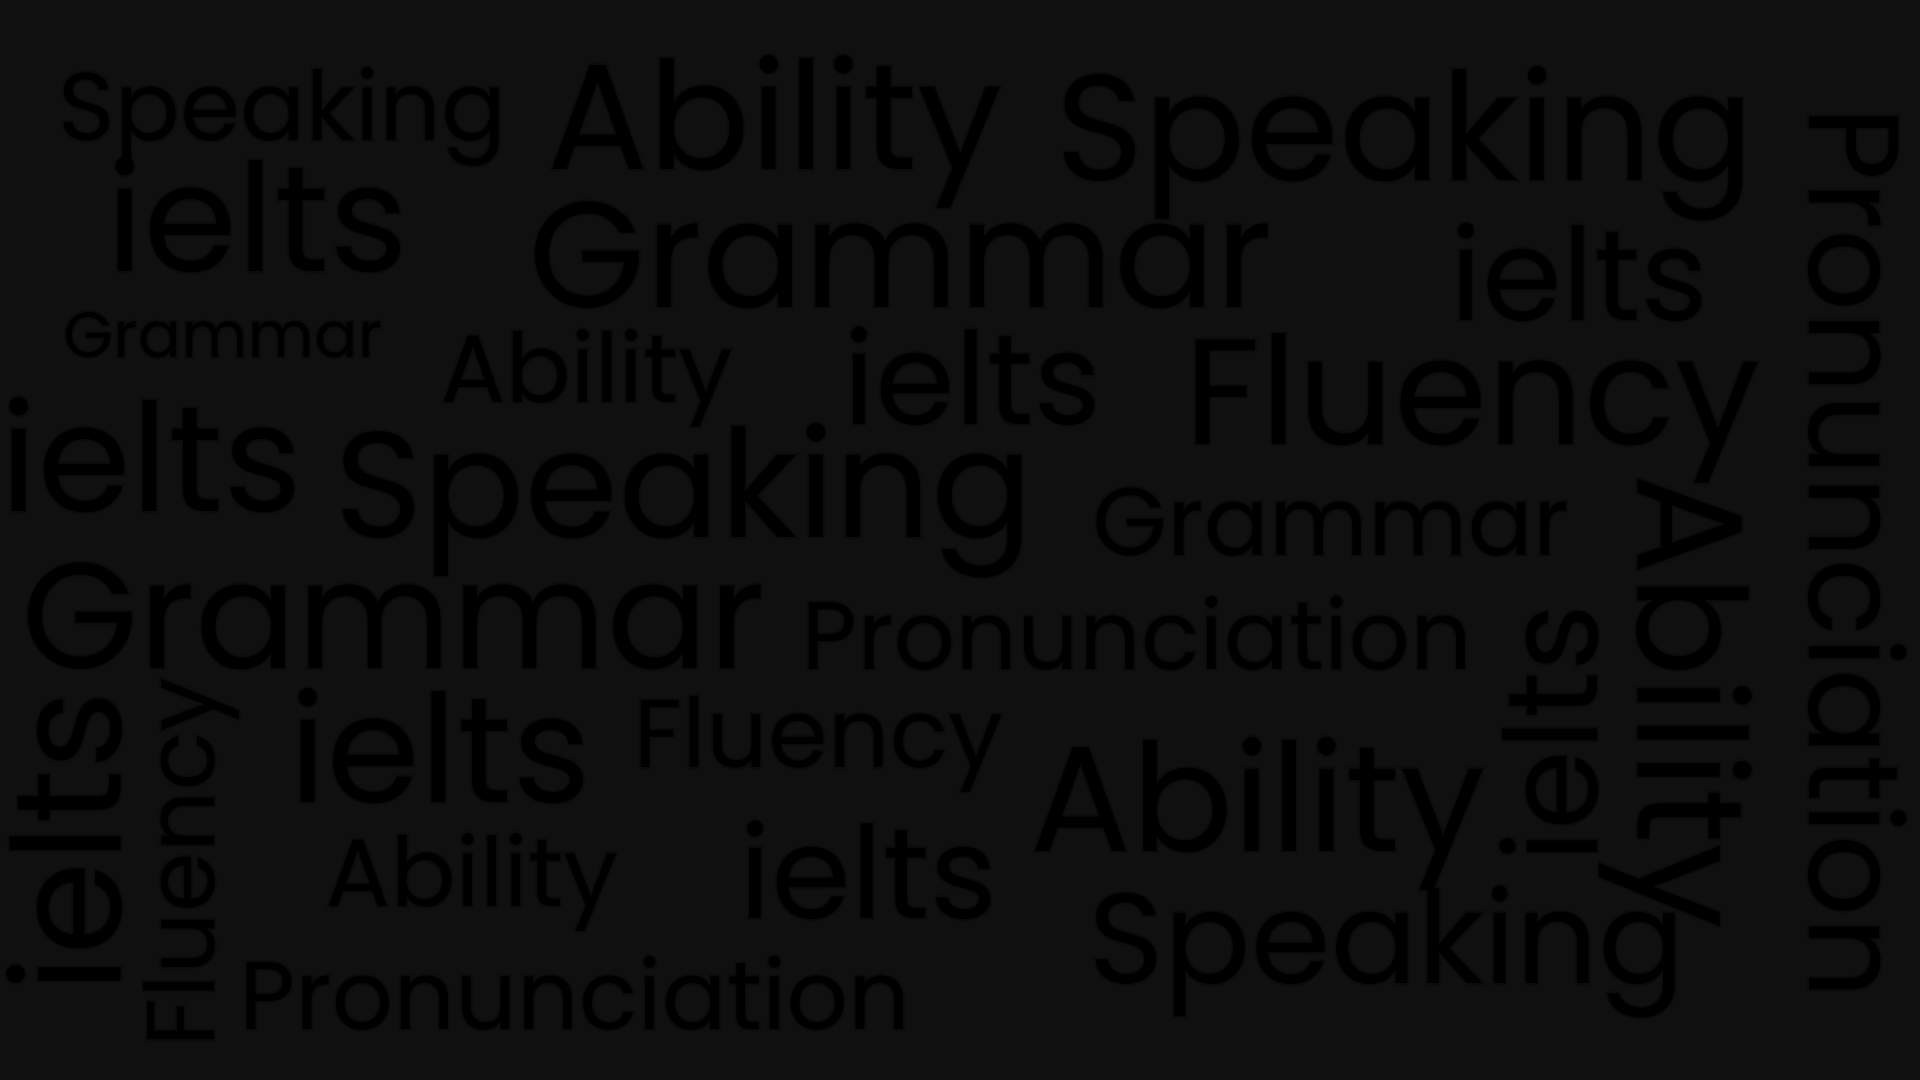 Speaking
Ability
Speaking
ielts
Grammar
ielts
Pronunciation
Grammar
Ability
ielts
Fluency
ielts
Speaking
Grammar
Ability
Grammar
Pronunciation
ielts
ielts
Fluency
ielts
Fluency
Ability
Ability
ielts
Speaking
Pronunciation